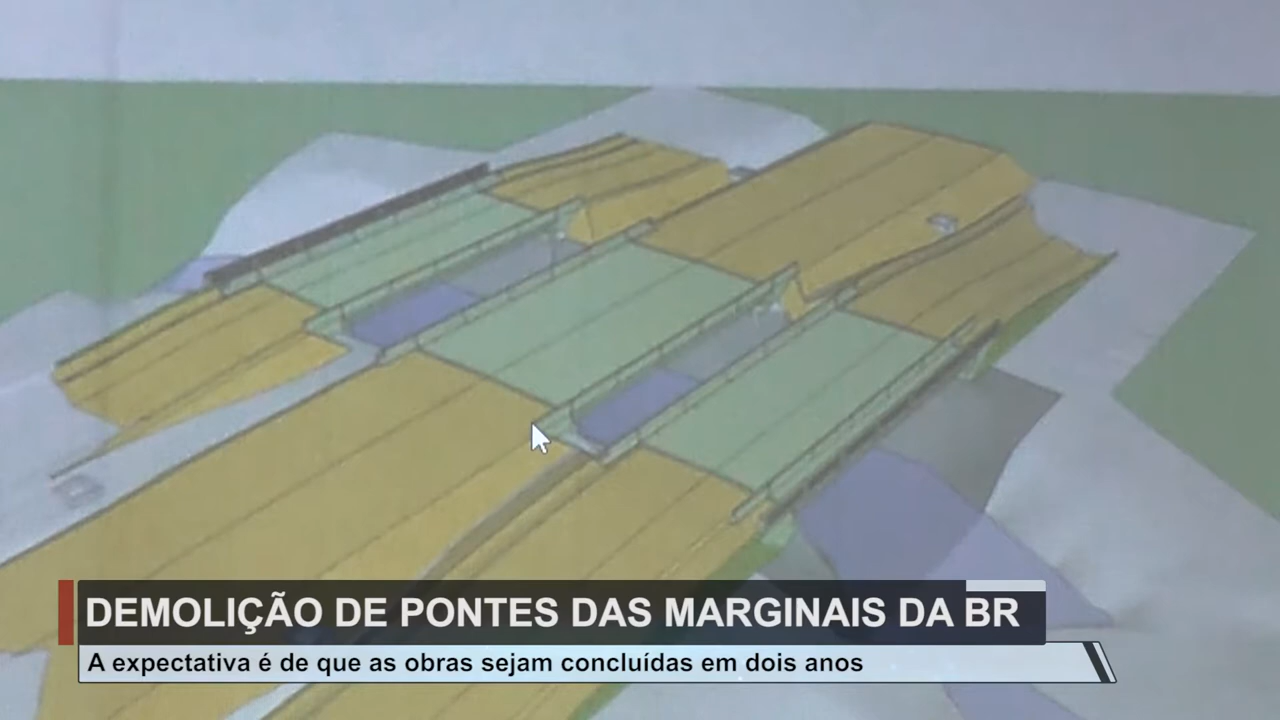 DEMOLIÇÃO DE PONTES DAS MARGINAIS DA BR
A expectativa é de que as obras sejam concluídas em dois anos